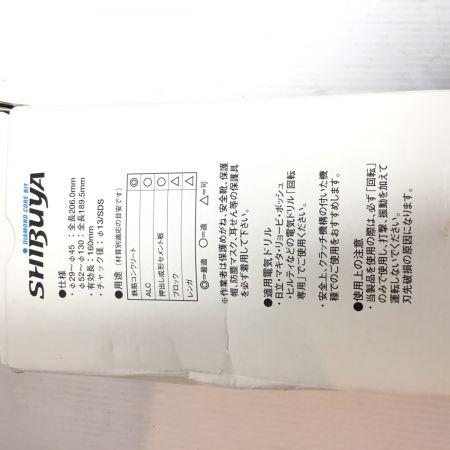 DIAMOND CORE BIT
SHIBUYA
●仕様
・φ29〜φ45 ：全長206.0mm
・φ52〜φ130：全長189.5mm
・有効長：160mm
・チャック径：φ13/SDS
●用途（材質別適応の目安です）
鉄筋コンクリート ◎
ALC ○
押出し成形セメント板 ○
ブロック △
レンガ △
◎=最適 ○=適 △=可
※作業者は保護めがね、安全靴、保護
帽、防塵マスク、耳せん等の保護具
を必ず着用してください。
●適用電気ドリル
・日立・マキタ・リョービ・ボッシュ
・ヒルティなどの電気ドリル「回転
専用」でご使用ください。
・安全上、クラッチ機構の付いた機
種でのご使用をおすすめします。
●使用上の注意
・当製品を使用の際は、必ず「回転」
のみで使用し、打撃、振動を加えて
運転しないでください。
刃先破損の原因になります。